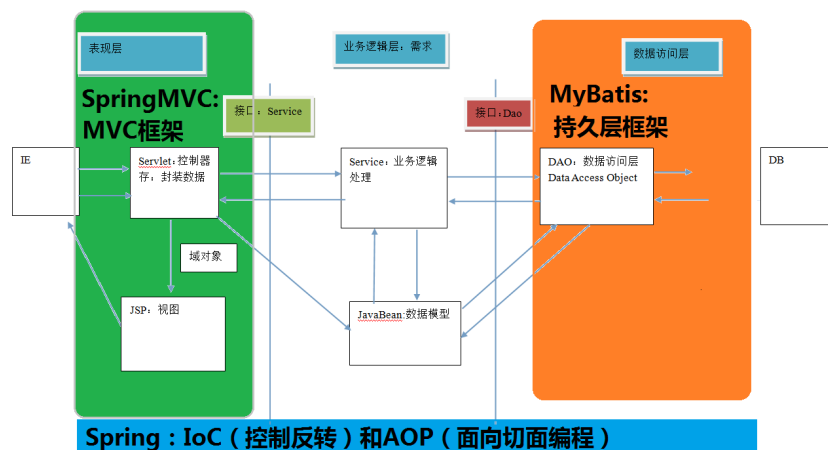 表现层
业务逻辑层：需求
数据访问层
SpringMVC:
MVC框架
接口：Service
接口：Dao
MyBatis:
持久层框架
IE
Servlet：控制器
存：封装数据
Service：业务逻辑
处理
DAO：数据访问层
Data Access Object
DB
域对象
JSP：视图
JavaBean:数据模型
Spring：IoC（控制反转）和AOP（面向切面编程）